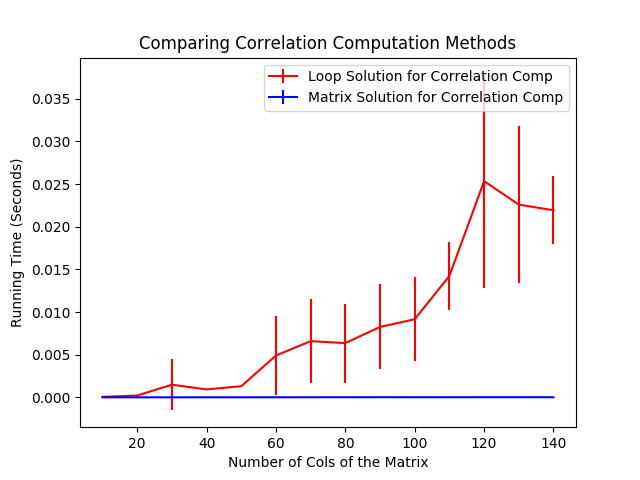 Comparing Correlation Computation Methods
Loop Solution for Correlation Comp
Matrix Solution for Correlation Comp
0.035
0.030
0.025
0.020
0.015
0.010
0.005
0.000
Running Time (Seconds)
20 40 60 80 100 120 140
Number of Cols of the Matrix